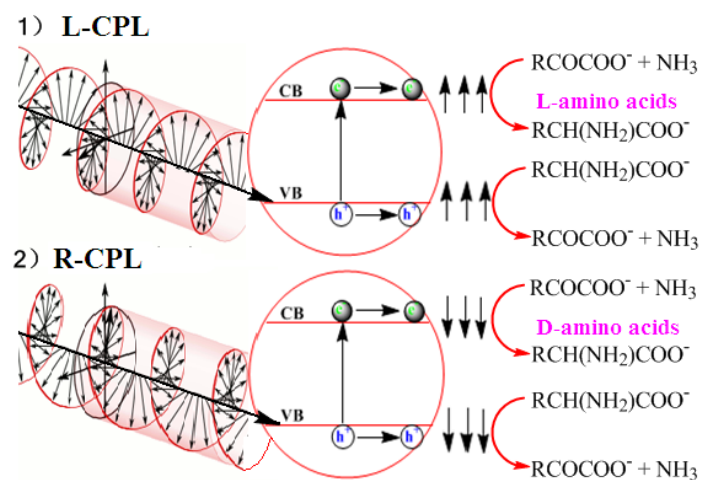 1) L-CPL
CB
e⁻ e⁻
VB
h⁺ h⁺
RCOCOO⁻ + NH₃
L-amino acids
RCH(NH₂)COO⁻
RCH(NH₂)COO⁻
RCOCOO⁻ + NH₃
2) R-CPL
CB
e⁻ e⁻
VB
h⁺ h⁺
RCOCOO⁻ + NH₃
D-amino acids
RCH(NH₂)COO⁻
RCH(NH₂)COO⁻
RCOCOO⁻ + NH₃